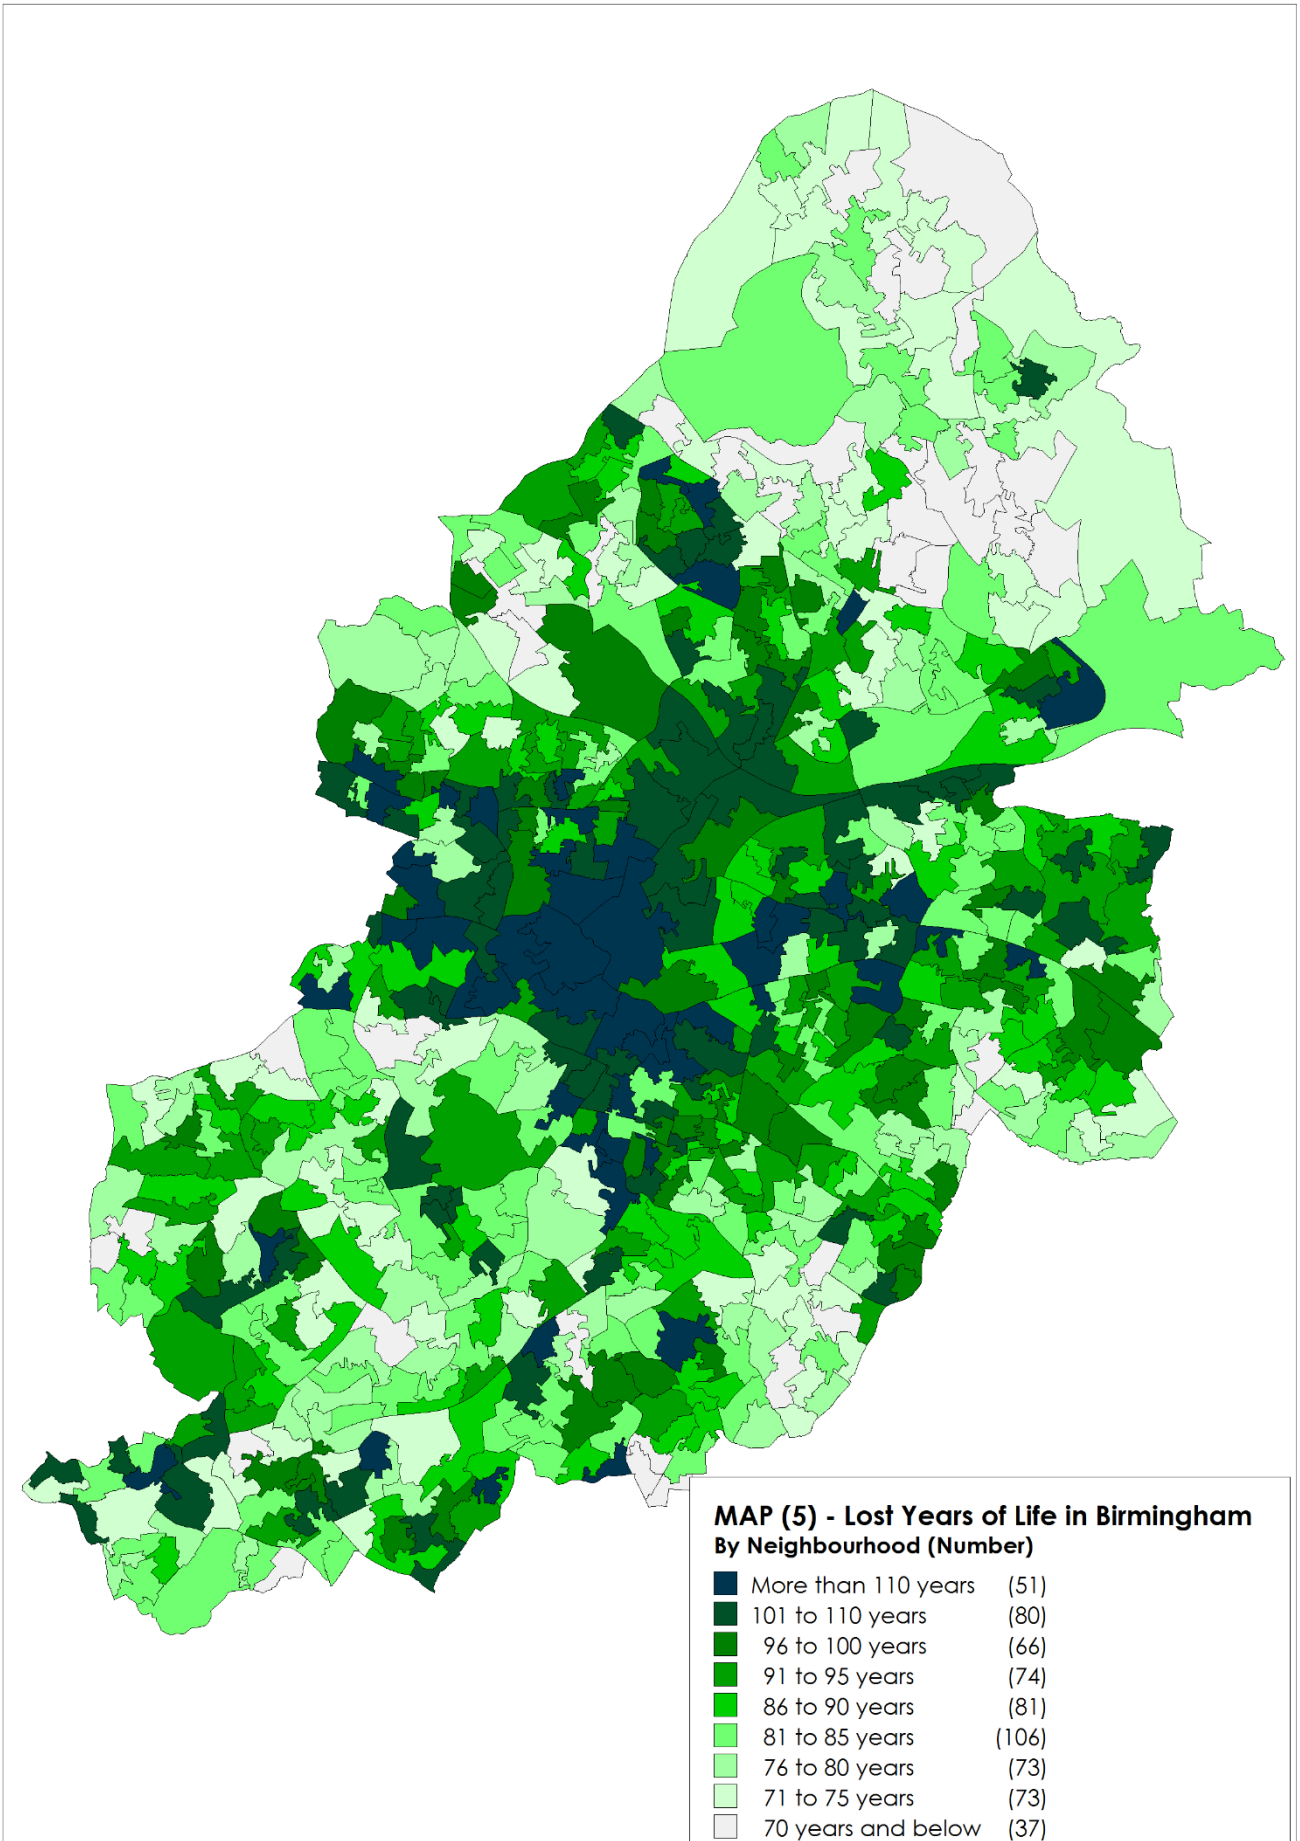 MAP (5) - Lost Years of Life in Birmingham
By Neighbourhood (Number)
More than 110 years (51)
101 to 110 years (80)
96 to 100 years (66)
91 to 95 years (74)
86 to 90 years (81)
81 to 85 years (106)
76 to 80 years (73)
71 to 75 years (73)
70 years and below (37)